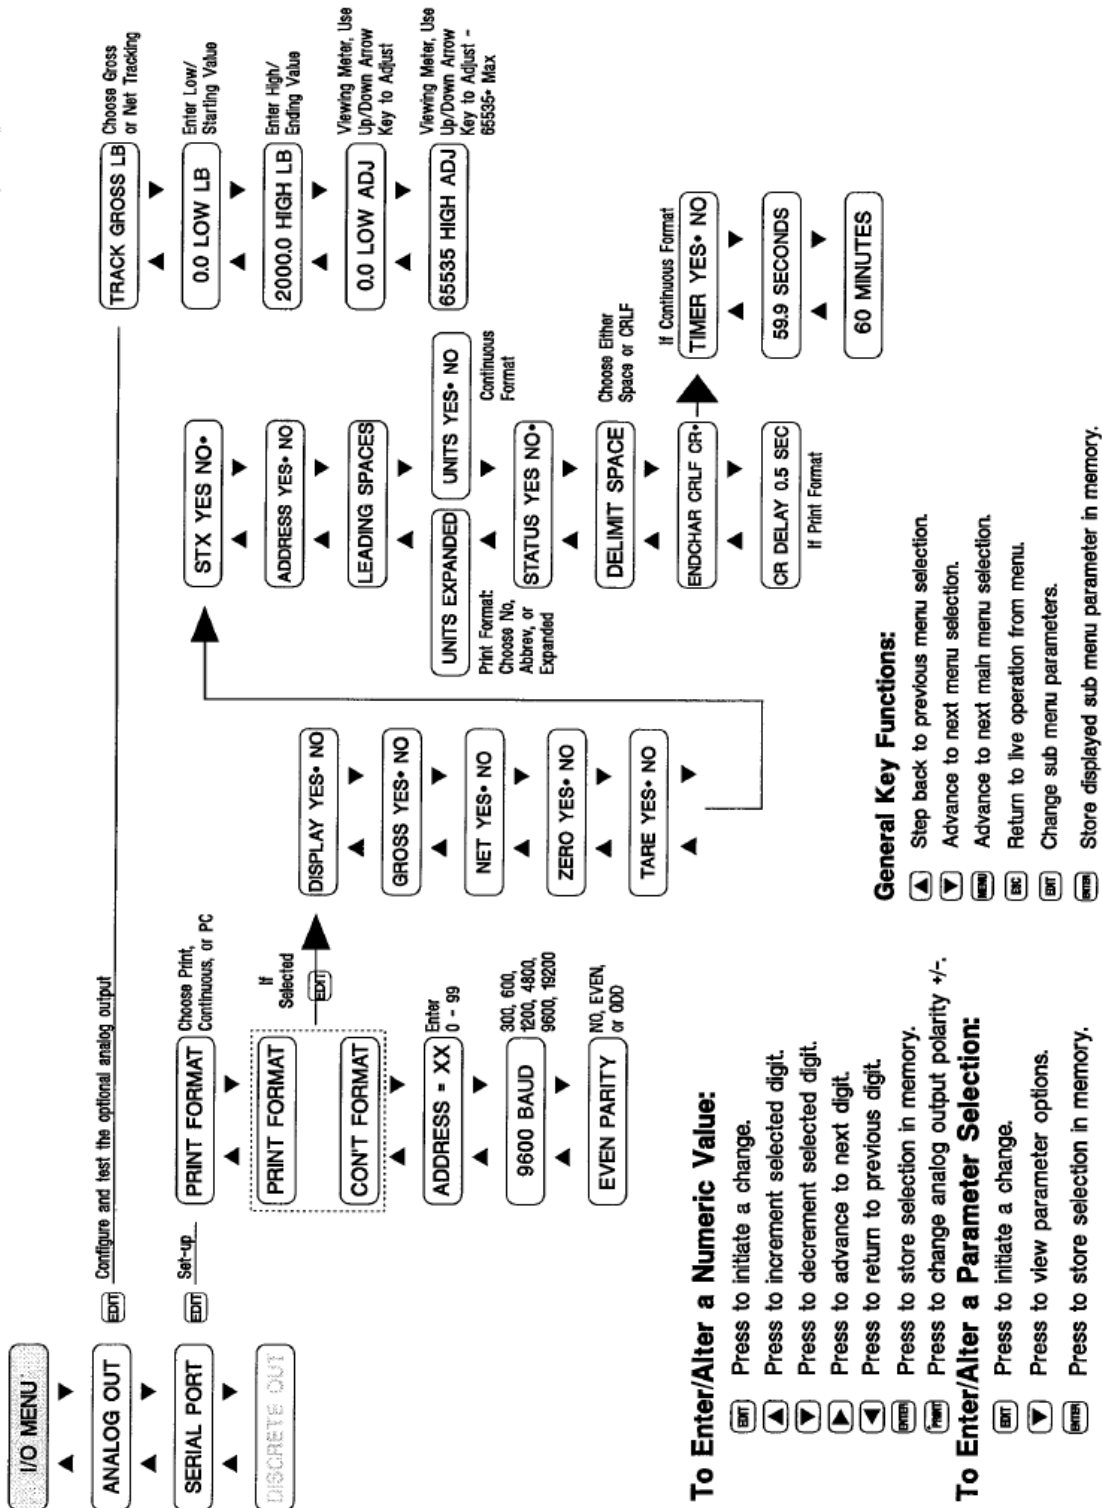 I/O MENU
ANALOG OUT
SERIAL PORT
DISCRETE OUT
EDIT
Configure and test the optional analog output
EDIT
Set-up
TRACK GROSS LB
Choose Gross
or Net Tracking
0.0 LOW LB
Enter Low/
Starting Value
2000.0 HIGH LB
Enter High/
Ending Value
0.0 LOW ADJ
Viewing Meter, Use
Up/Down Arrow
Key to Adjust
65535 HIGH ADJ
Viewing Meter, Use
Up/Down Arrow
Key to Adjust -
65535• Max
PRINT FORMAT
Choose Print,
Continuous, or PC
PRINT FORMAT
CON'T FORMAT
If
Selected
EDIT
ADDRESS = XX
Enter
0 - 99
9600 BAUD
300, 600,
1200, 4800,
9600, 19200
EVEN PARITY
NO, EVEN,
or ODD
DISPLAY YES• NO
GROSS YES• NO
NET YES• NO
ZERO YES• NO
TARE YES• NO
STX YES NO•
ADDRESS YES• NO
LEADING SPACES
UNITS EXPANDED
UNITS YES• NO
Print Format:
Choose No,
Abbrev, or
Expanded
Continuous
Format
STATUS YES NO•
DELIMIT SPACE
Choose Either
Space or CRLF
ENDCHAR CRLF CR•
CR DELAY 0.5 SEC
If Print Format
If Continuous Format
TIMER YES• NO
59.9 SECONDS
60 MINUTES
To Enter/Alter a Numeric Value:
EDIT Press to initiate a change.
▲ Press to increment selected digit.
▼ Press to decrement selected digit.
▶ Press to advance to next digit.
◀ Press to return to previous digit.
ENTER Press to store selection in memory.
PRINT Press to change analog output polarity +/-.
To Enter/Alter a Parameter Selection:
EDIT Press to initiate a change.
▼ Press to view parameter options.
ENTER Press to store selection in memory.
General Key Functions:
▲ Step back to previous menu selection.
▼ Advance to next menu selection.
MENU Advance to next main menu selection.
ESC Return to live operation from menu.
EDIT Change sub menu parameters.
ENTER Store displayed sub menu parameter in memory.